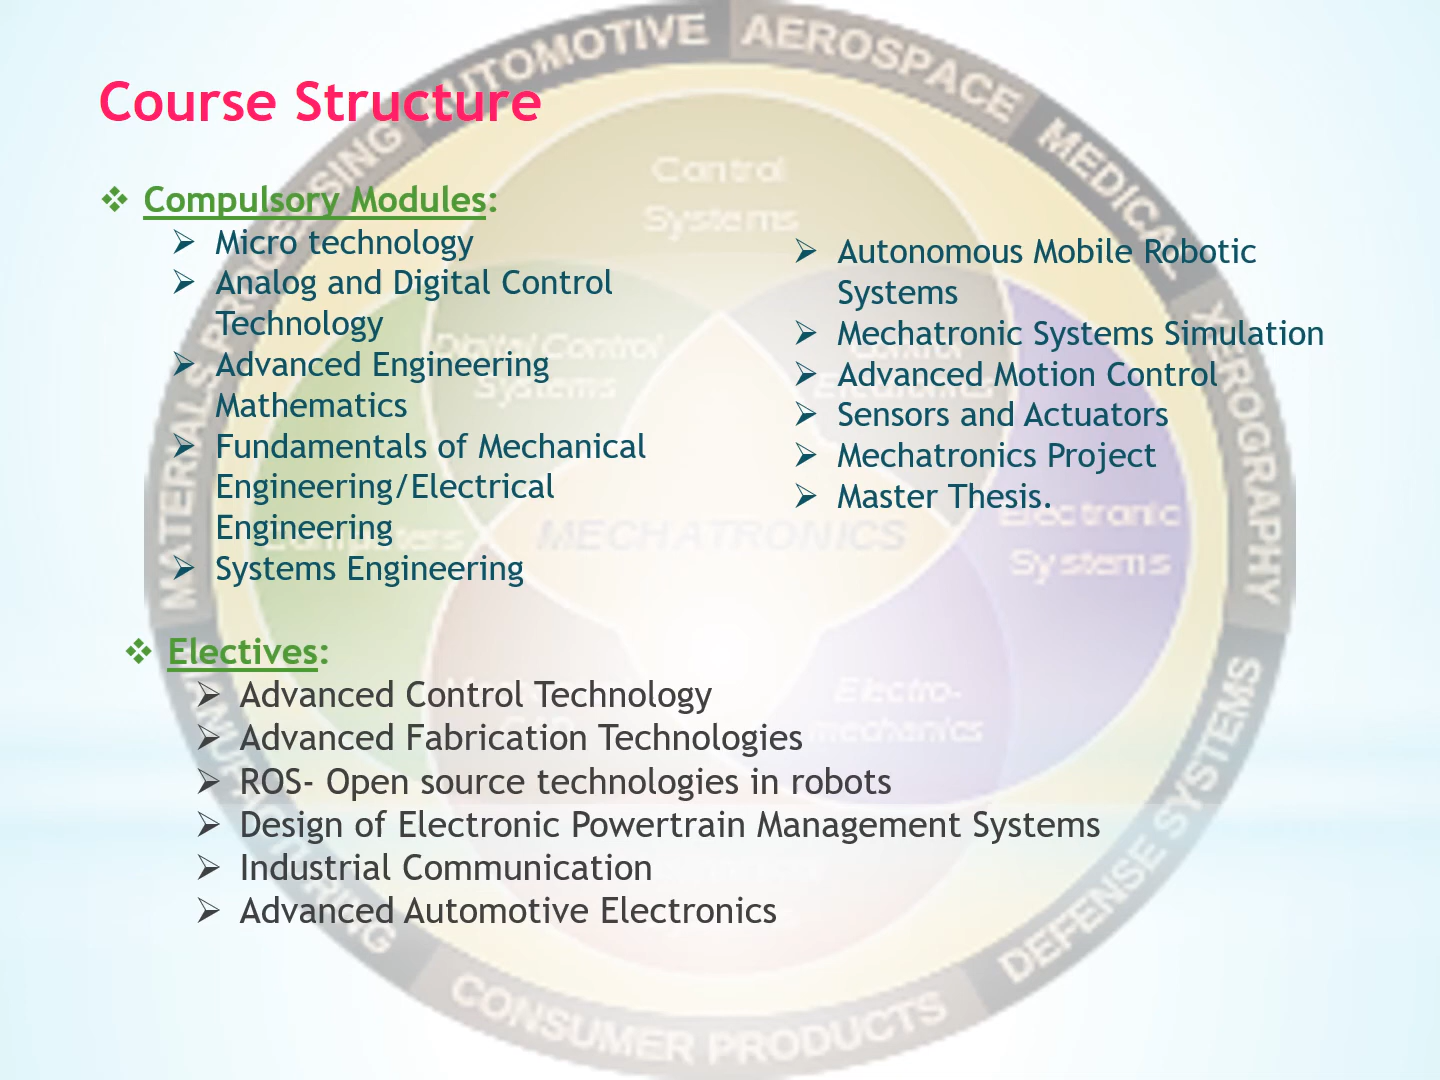 Course Structure
❖ Compulsory Modules:
➢ Micro technology
➢ Analog and Digital Control
Technology
➢ Advanced Engineering
Mathematics
➢ Fundamentals of Mechanical
Engineering/Electrical
Engineering
➢ Systems Engineering
➢ Autonomous Mobile Robotic
Systems
➢ Mechatronic Systems Simulation
➢ Advanced Motion Control
➢ Sensors and Actuators
➢ Mechatronics Project
➢ Master Thesis.
❖ Electives:
➢ Advanced Control Technology
➢ Advanced Fabrication Technologies
➢ ROS- Open source technologies in robots
➢ Design of Electronic Powertrain Management Systems
➢ Industrial Communication
➢ Advanced Automotive Electronics
MATERIALS PROCESSING
AUTOMOTIVE
AEROSPACE
MEDICAL
XEROGRAPHY
DEFENSE SYSTEMS
CONSUMER PRODUCTS
MANUFACTURING
Control
Systems
Digital Control
Systems
Control
Electronics
MECHATRONICS
Electronic
Systems
Electro-
mechanics